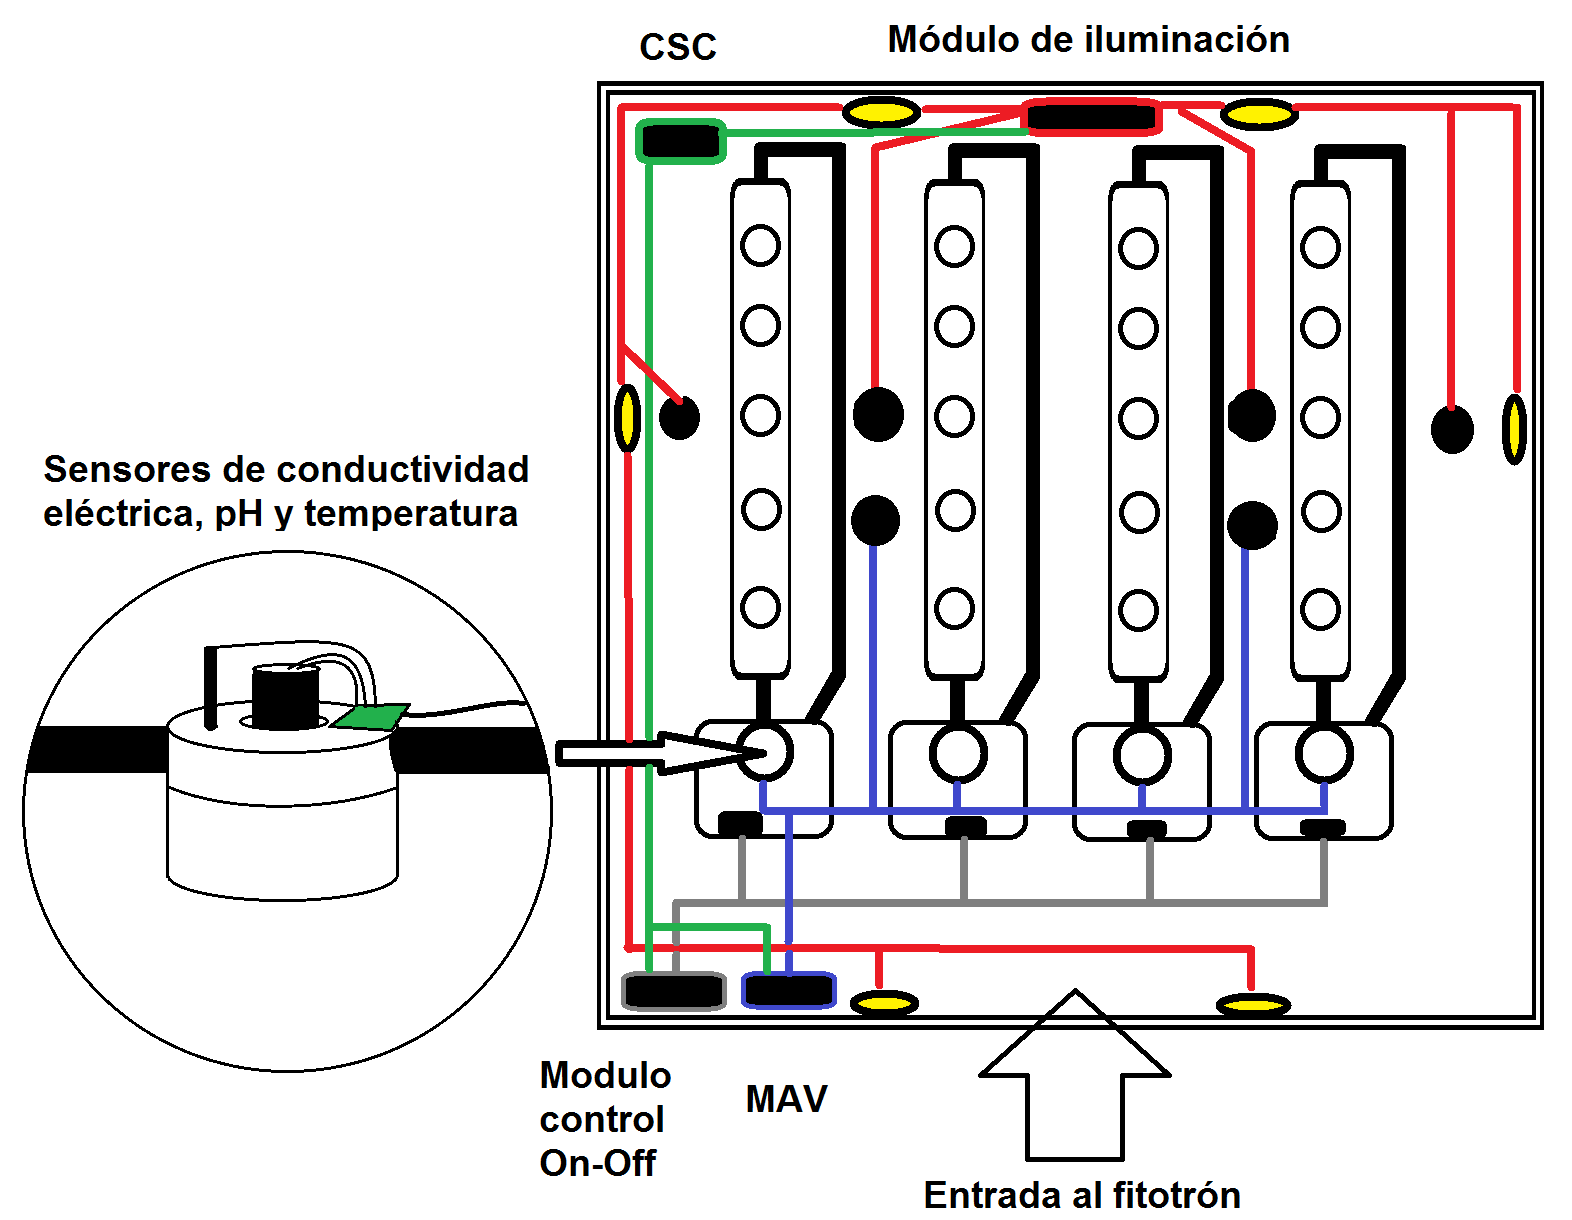 CSC
Módulo de iluminación
Sensores de conductividad
eléctrica, pH y temperatura
Modulo
control
On-Off
MAV
Entrada al fitotrón